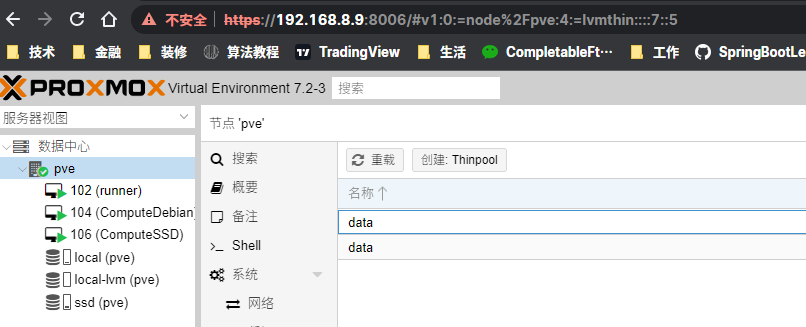 不安全 https://192.168.8.9:8006/#v1:0:=node%2Fpve:4:=lvmthin::::7::5
技术 金融 装修 算法教程 TradingView 生活 CompletableFt··· 工作 SpringBootLe
PROXMOX Virtual Environment 7.2-3 搜索
服务器视图
数据中心
pve
102 (runner)
104 (ComputeDebian)
106 (ComputeSSD)
local (pve)
local-lvm (pve)
ssd (pve)
节点 'pve'
搜索
概要
备注
Shell
系统
网络
重载 创建: Thinpool
名称 ↑
data
data